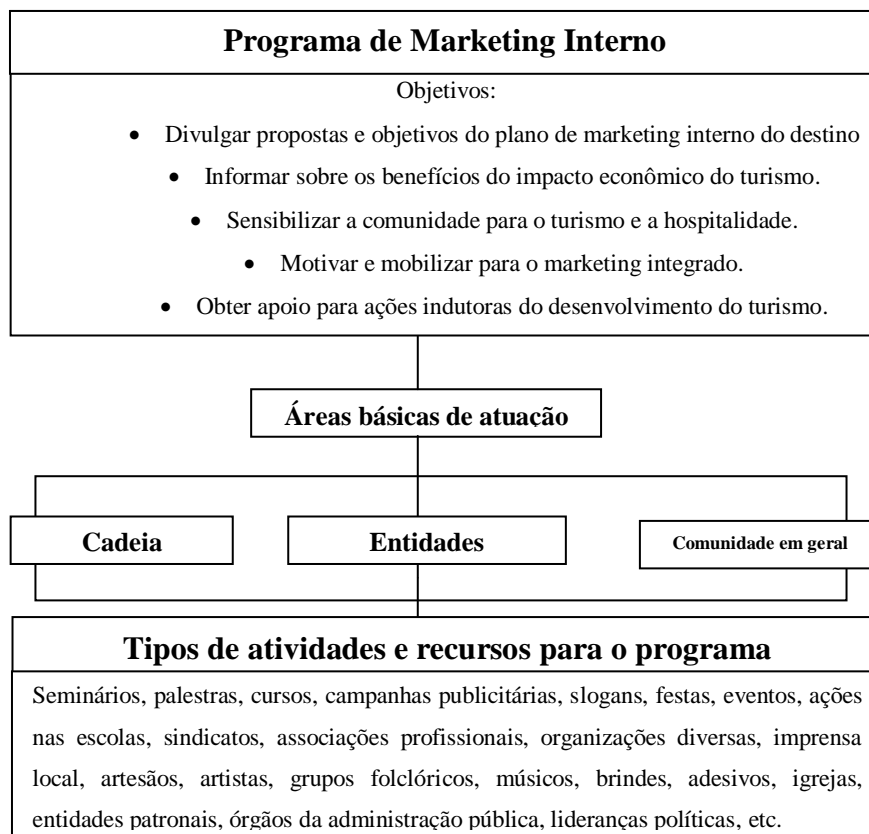 Programa de Marketing Interno
Objetivos:
• Divulgar propostas e objetivos do plano de marketing interno do destino
• Informar sobre os benefícios do impacto econômico do turismo.
• Sensibilizar a comunidade para o turismo e a hospitalidade.
• Motivar e mobilizar para o marketing integrado.
• Obter apoio para ações indutoras do desenvolvimento do turismo.
Áreas básicas de atuação
Cadeia
Entidades
Comunidade em geral
Tipos de atividades e recursos para o programa
Seminários, palestras, cursos, campanhas publicitárias, slogans, festas, eventos, ações
nas escolas, sindicatos, associações profissionais, organizações diversas, imprensa
local, artesãos, artistas, grupos folclóricos, músicos, brindes, adesivos, igrejas,
entidades patronais, órgãos da administração pública, lideranças políticas, etc.